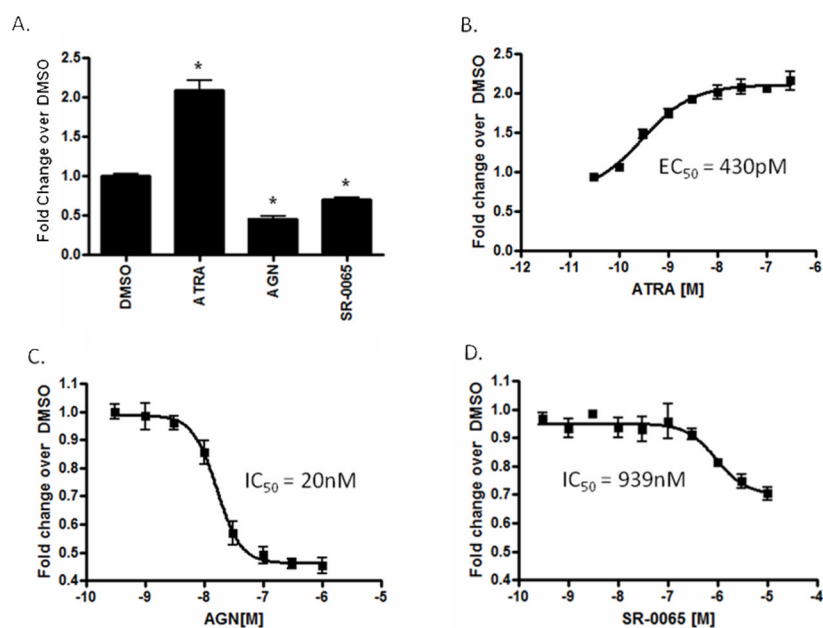 A.
Fold Change over DMSO
2.5
2.0
1.5
1.0
0.5
0.0
*
*
*
DMSO
ATRA
AGN
SR-0065
B.
Fold change over DMSO
2.5
2.0
1.5
1.0
0.5
0.0
EC50 = 430pM
-12 -11 -10 -9 -8 -7 -6
ATRA [M]
C.
Fold change over DMSO
1.1
1.0
0.9
0.8
0.7
0.6
0.5
0.4
IC50 = 20nM
-10 -9 -8 -7 -6 -5
AGN[M]
D.
Fold change over DMSO
1.1
1.0
0.9
0.8
0.7
0.6
0.5
0.4
IC50 = 939nM
-10 -9 -8 -7 -6 -5 -4
SR-0065 [M]